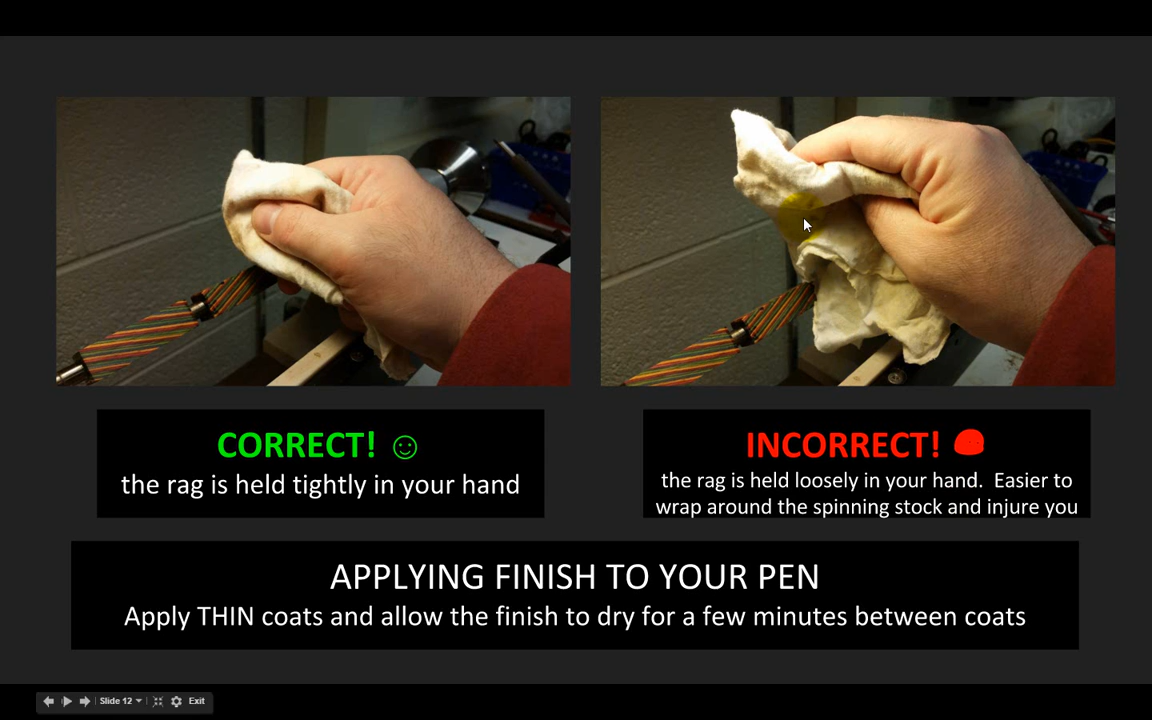 CORRECT! ☺
the rag is held tightly in your hand
INCORRECT!
the rag is held loosely in your hand.  Easier to
wrap around the spinning stock and injure you
APPLYING FINISH TO YOUR PEN
Apply THIN coats and allow the finish to dry for a few minutes between coats
Slide 12
Exit